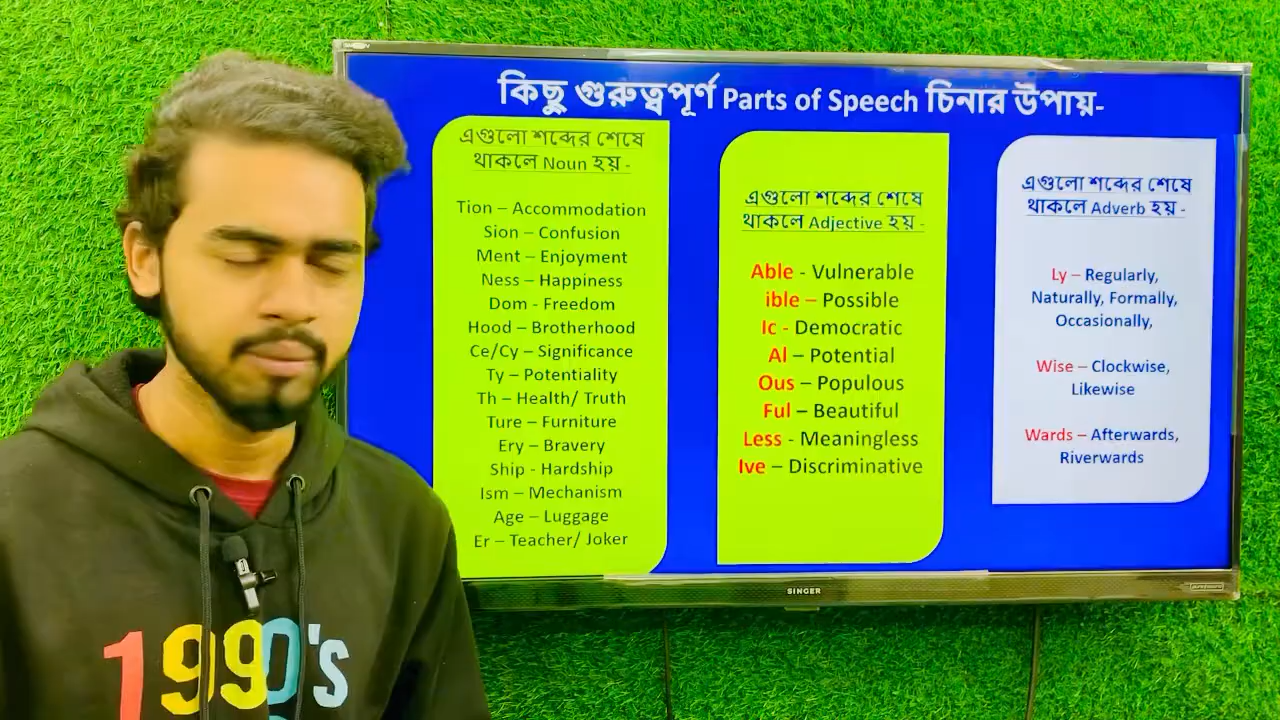 কিছু গুরুত্বপূর্ণ Parts of Speech চিনার উপায়-
এগুলো শব্দের শেষে
থাকলে Noun হয় -
Tion – Accommodation
Sion – Confusion
Ment – Enjoyment
Ness – Happiness
Dom - Freedom
Hood – Brotherhood
Ce/Cy – Significance
Ty – Potentiality
Th – Health/ Truth
Ture – Furniture
Ery – Bravery
Ship - Hardship
Ism – Mechanism
Age – Luggage
Er – Teacher/ Joker
এগুলো শব্দের শেষে
থাকলে Adjective হয় -
Able - Vulnerable
ible – Possible
Ic - Democratic
Al – Potential
Ous – Populous
Ful – Beautiful
Less - Meaningless
Ive – Discriminative
এগুলো শব্দের শেষে
থাকলে Adverb হয় -
Ly – Regularly,
Naturally, Formally,
Occasionally,
Wise – Clockwise,
Likewise
Wards – Afterwards,
Riverwards
SINGER
1990's